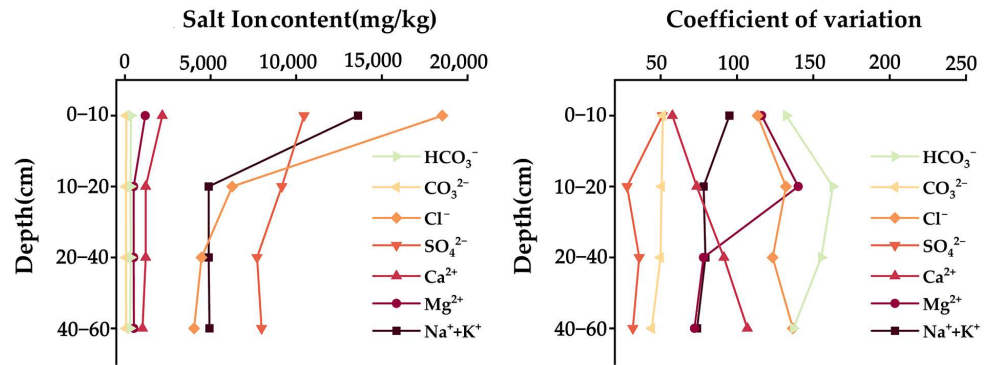 Salt Ion content(mg/kg)
0 5,000 10,000 15,000 20,000
Depth(cm)
0−10
10−20
20−40
40−60
HCO₃⁻
CO₃²⁻
Cl⁻
SO₄²⁻
Ca²⁺
Mg²⁺
Na⁺+K⁺
Coefficient of variation
50 100 150 200 250
Depth(cm)
0−10
10−20
20−40
40−60
HCO₃⁻
CO₃²⁻
Cl⁻
SO₄²⁻
Ca²⁺
Mg²⁺
Na⁺+K⁺